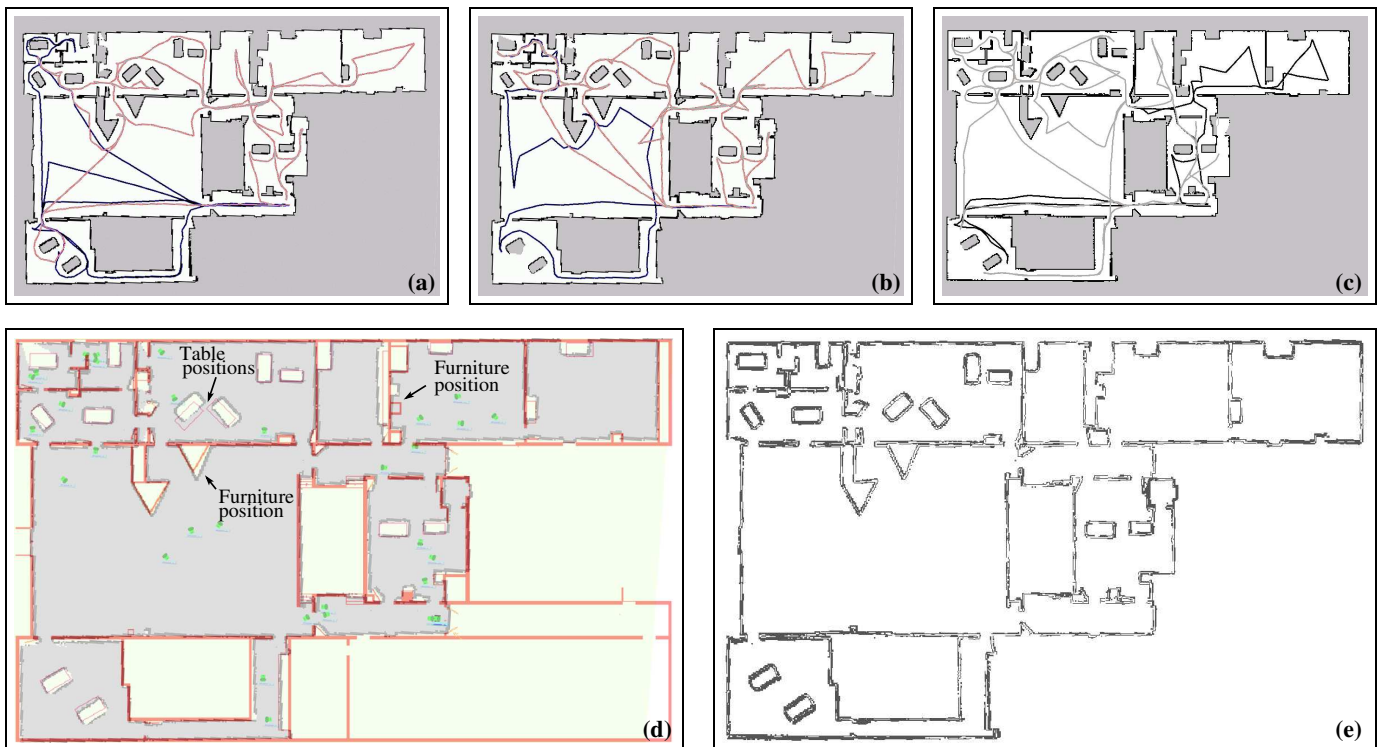 (a)
(b)
(c)
Table
positions
Furniture
position
Furniture
position
(d)
(e)